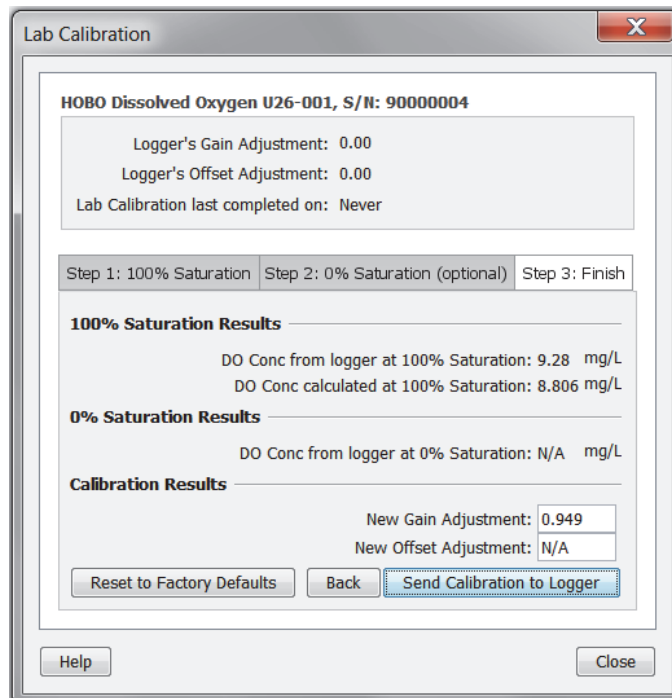 Lab Calibration
X
HOBO Dissolved Oxygen U26-001, S/N: 90000004
Logger's Gain Adjustment: 0.00
Logger's Offset Adjustment: 0.00
Lab Calibration last completed on: Never
Step 1: 100% Saturation Step 2: 0% Saturation (optional) Step 3: Finish
100% Saturation Results
DO Conc from logger at 100% Saturation: 9.28 mg/L
DO Conc calculated at 100% Saturation: 8.806 mg/L
0% Saturation Results
DO Conc from logger at 0% Saturation: N/A mg/L
Calibration Results
New Gain Adjustment: 0.949
New Offset Adjustment: N/A
Reset to Factory Defaults Back Send Calibration to Logger
Help Close